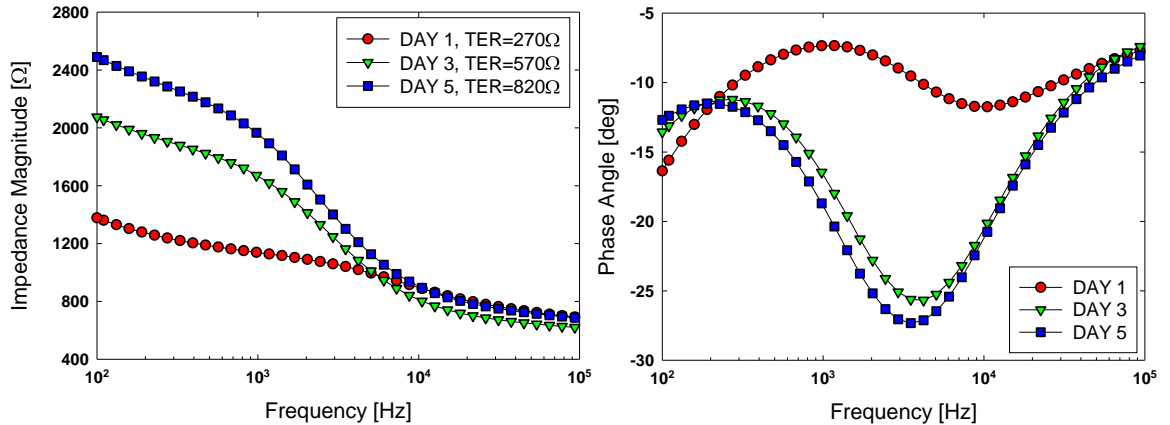 2800
2400
2000
1600
1200
800
400
Impedance Magnitude [Ω]
DAY 1, TER=270Ω
DAY 3, TER=570Ω
DAY 5, TER=820Ω
10² 10³ 10⁴ 10⁵
Frequency [Hz]
-5
-10
-15
-20
-25
-30
Phase Angle [deg]
DAY 1
DAY 3
DAY 5
10² 10³ 10⁴ 10⁵
Frequency [Hz]